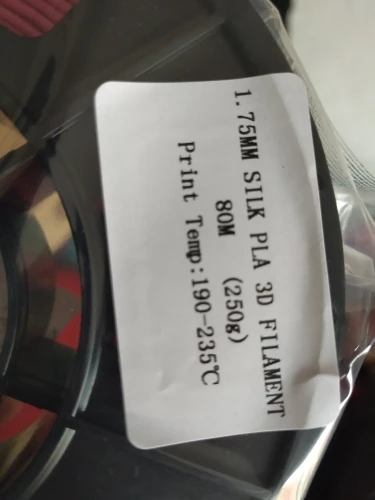 1.75MM SILK PLA 3D FILAMENT
80M (250g)
Print Temp:190-235℃